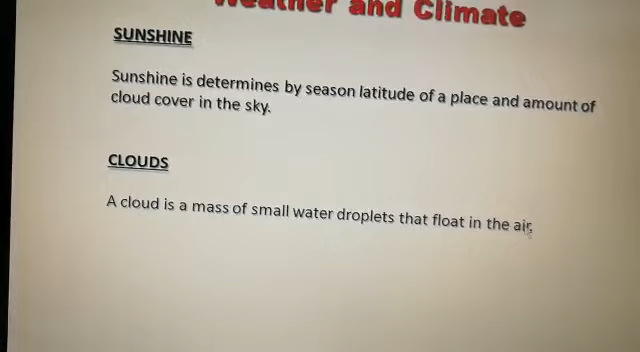 Weather and Climate
SUNSHINE
Sunshine is determines by season latitude of a place and amount of
cloud cover in the sky.
CLOUDS
A cloud is a mass of small water droplets that float in the air.